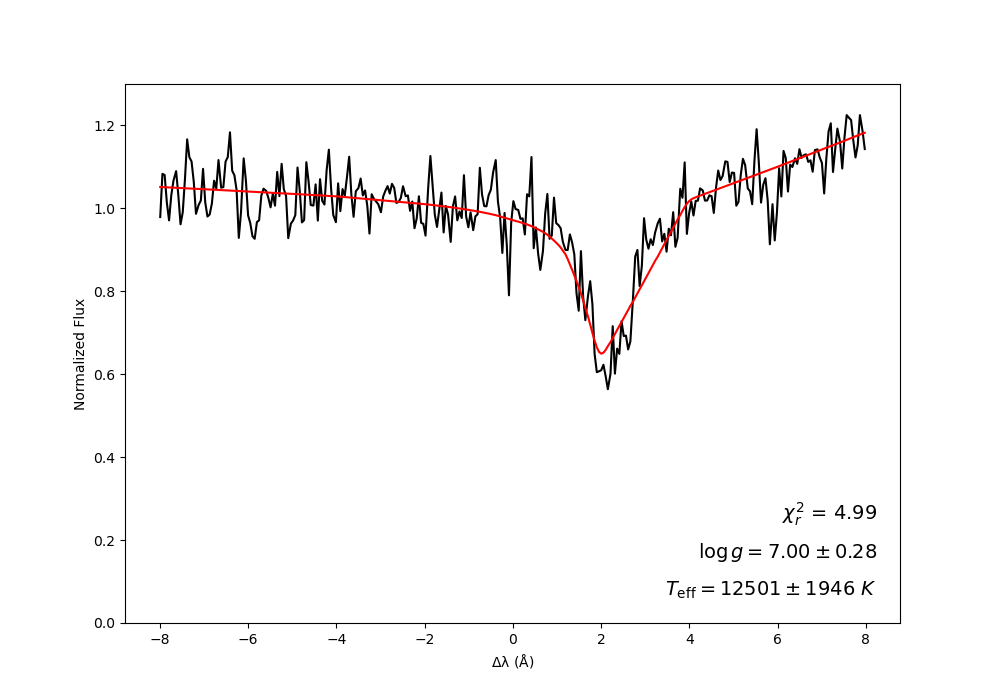 1.2
1.0
0.8
0.6
0.4
0.2
0.0
Normalized Flux
χ²ᵣ = 4.99
log g = 7.00 ± 0.28
T_eff = 12501 ± 1946 K
−8 −6 −4 −2 0 2 4 6 8
Δλ (Å)